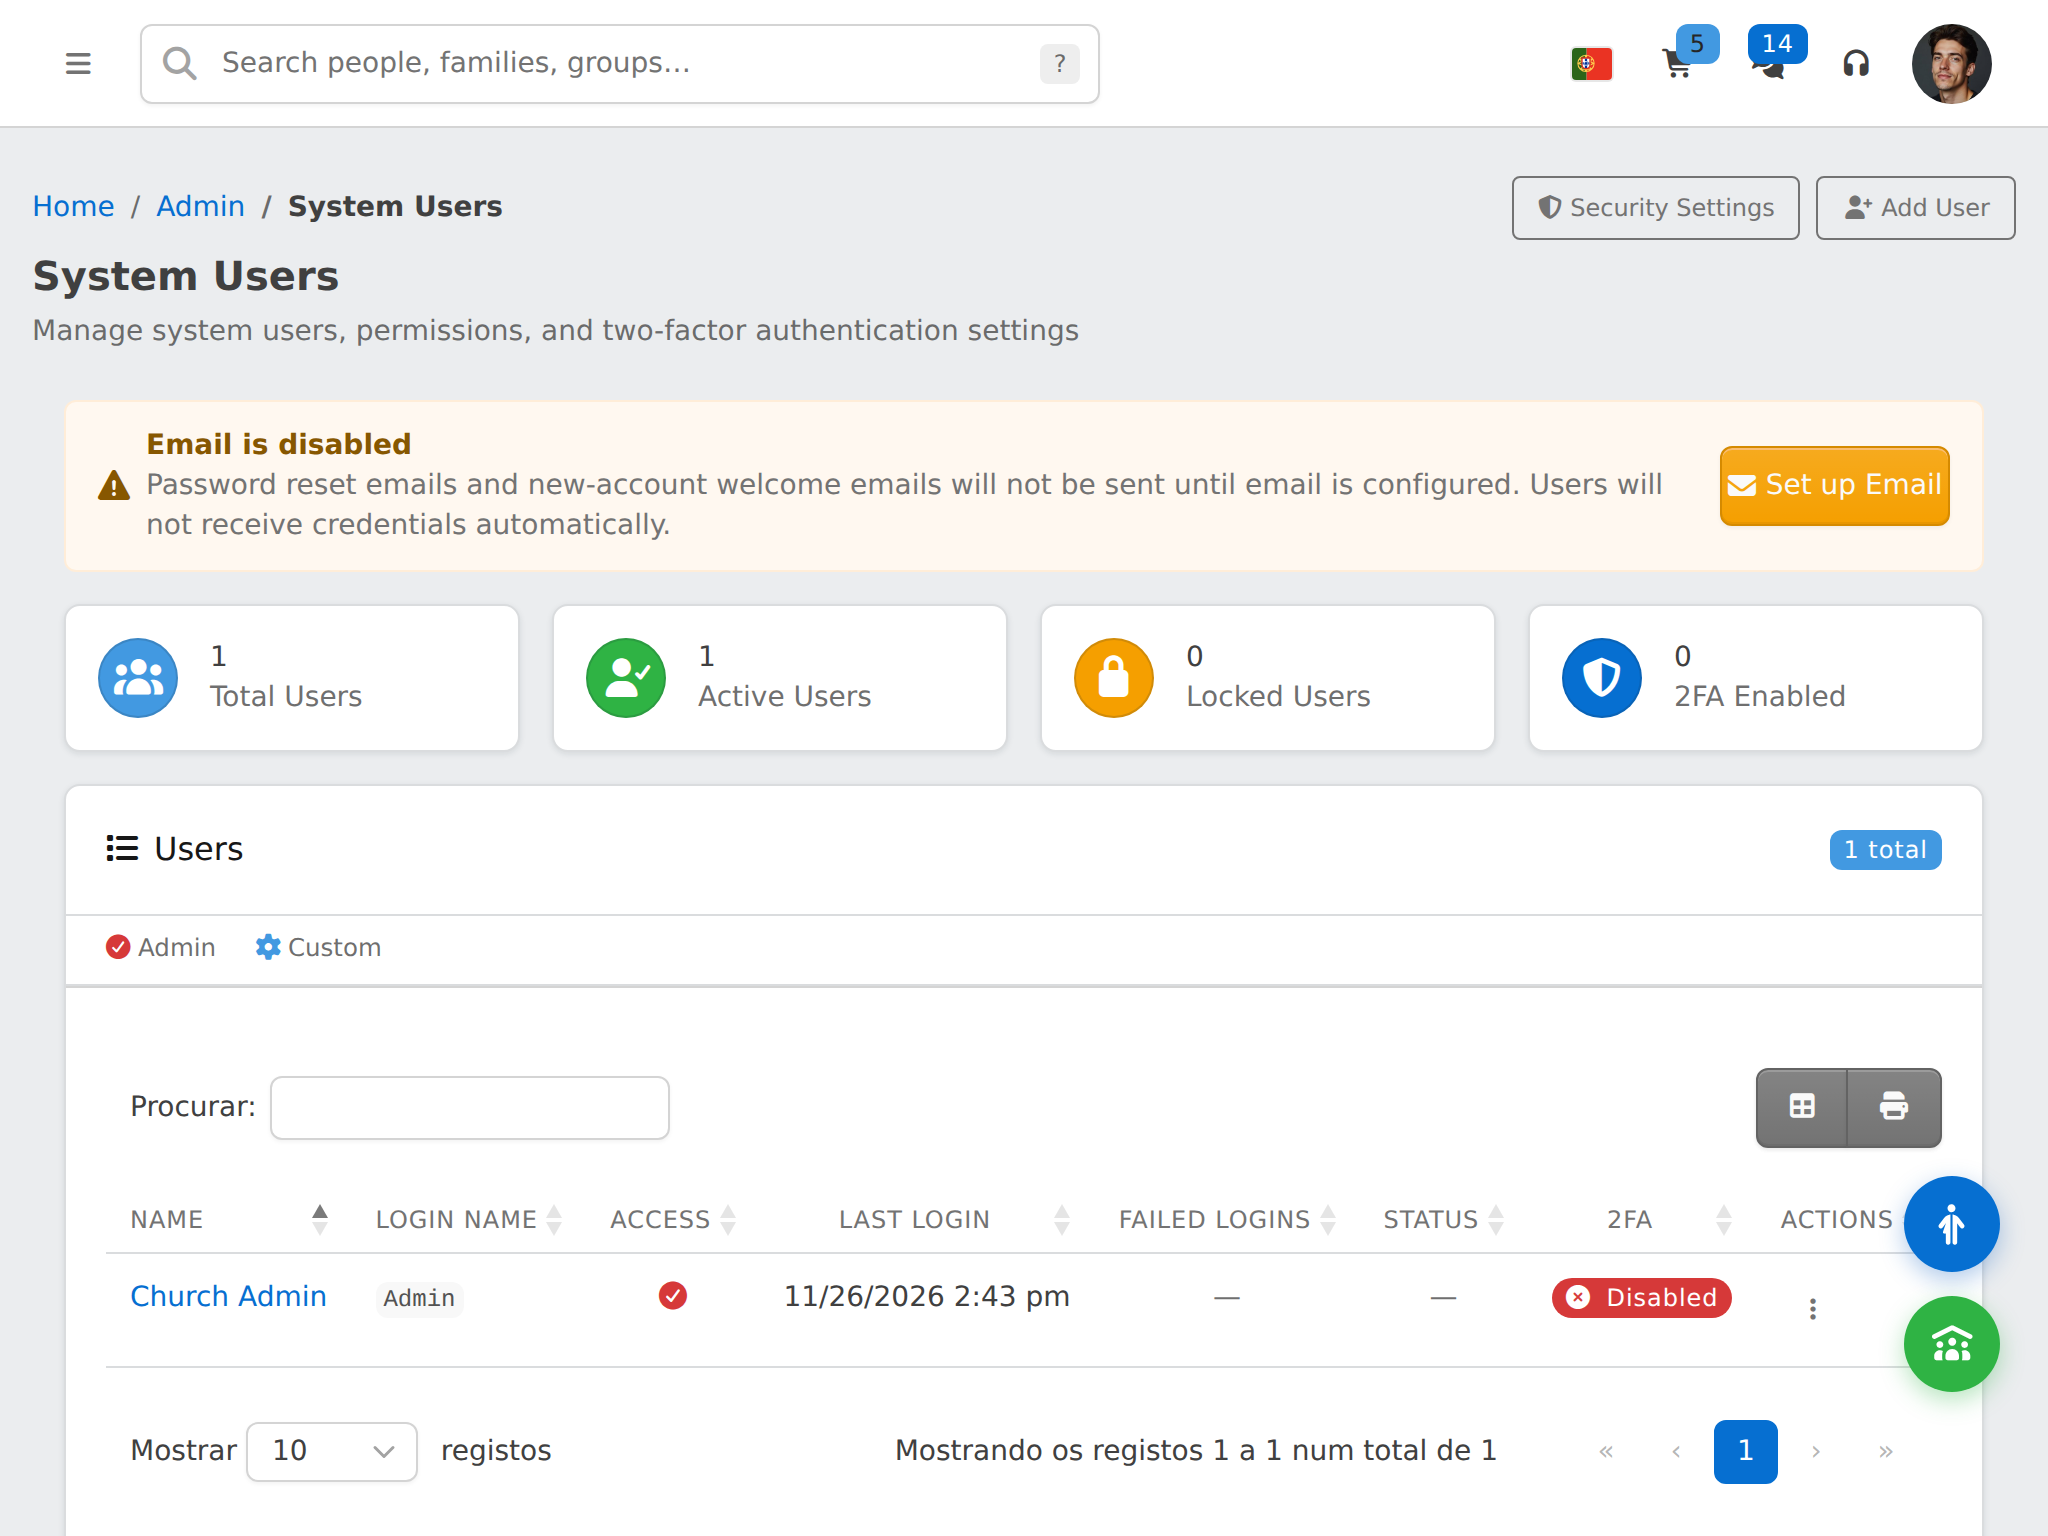 Search people, families, groups...
?
5
14
Home / Admin / System Users
Security Settings
Add User
System Users
Manage system users, permissions, and two-factor authentication settings
Email is disabled
Password reset emails and new-account welcome emails will not be sent until email is configured. Users will
not receive credentials automatically.
Set up Email
1
Total Users
1
Active Users
0
Locked Users
0
2FA Enabled
Users
1 total
Admin
Custom
Procurar:
NAME LOGIN NAME ACCESS LAST LOGIN FAILED LOGINS STATUS 2FA ACTIONS
Church Admin Admin 11/26/2026 2:43 pm — — Disabled
Mostrar 10 registos
Mostrando os registos 1 a 1 num total de 1
« ‹ 1 › »